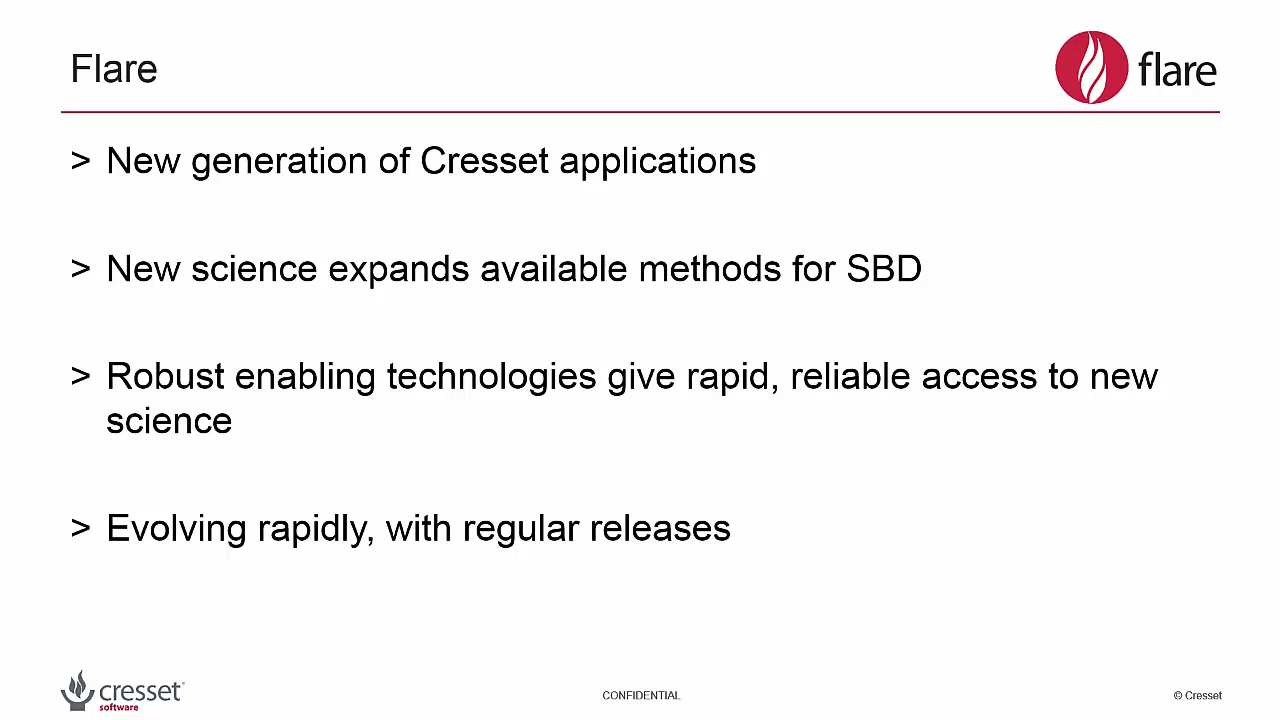 Flare
flare
> New generation of Cresset applications
> New science expands available methods for SBD
> Robust enabling technologies give rapid, reliable access to new
science
> Evolving rapidly, with regular releases
cresset®
software
CONFIDENTIAL
© Cresset